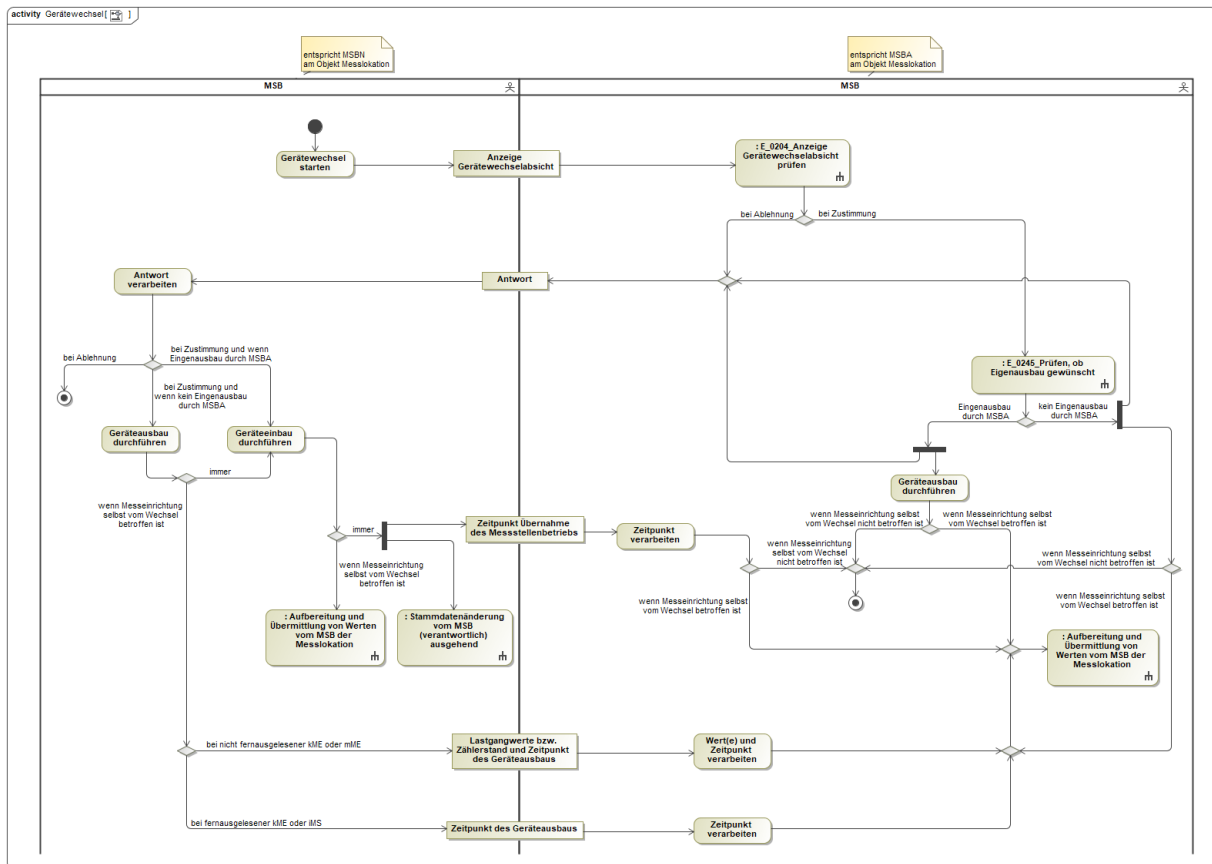 activity Gerätewechsel[ ]
entspricht MSBN
am Objekt Messlokation
entspricht MSBA
am Objekt Messlokation
MSB
MSB
Gerätewechsel
starten
Anzeige
Gerätewechselabsicht
: E_0204_Anzeige
Gerätewechselabsicht
prüfen
bei Ablehnung
bei Zustimmung
Antwort
verarbeiten
Antwort
bei Ablehnung
bei Zustimmung und wenn
Eingenausbau durch MSBA
bei Zustimmung und
wenn kein Eingenausbau
durch MSBA
: E_0245_Prüfen, ob
Eigenausbau gewünscht
Eingenausbau
durch MSBA
kein Eingenausbau
durch MSBA
Geräteausbau
durchführen
Geräteeinbau
durchführen
immer
Geräteausbau
durchführen
wenn Messeinrichtung
selbst vom Wechsel
betroffen ist
immer
Zeitpunkt Übernahme
des Messstellenbetriebs
Zeitpunkt
verarbeiten
wenn Messeinrichtung selbst
vom Wechsel nicht betroffen ist
wenn Messeinrichtung selbst
vom Wechsel betroffen ist
wenn Messeinrichtung
selbst vom Wechsel
nicht betroffen ist
wenn Messeinrichtung selbst
vom Wechsel nicht betroffen ist
wenn Messeinrichtung
selbst vom Wechsel
betroffen ist
wenn Messeinrichtung selbst
vom Wechsel betroffen ist
wenn Messeinrichtung selbst
vom Wechsel betroffen ist
: Aufbereitung und
Übermittlung von Werten
vom MSB der
Messlokation
: Stammdatenänderung
vom MSB
(verantwortlich)
ausgehend
: Aufbereitung und
Übermittlung von
Werten vom MSB der
Messlokation
bei nicht fernausgelesener kME oder mME
Lastgangwerte bzw.
Zählerstand und Zeitpunkt
des Geräteausbaus
Wert(e) und
Zeitpunkt
verarbeiten
bei fernausgelesener kME oder iMS
Zeitpunkt des Geräteausbaus
Zeitpunkt
verarbeiten